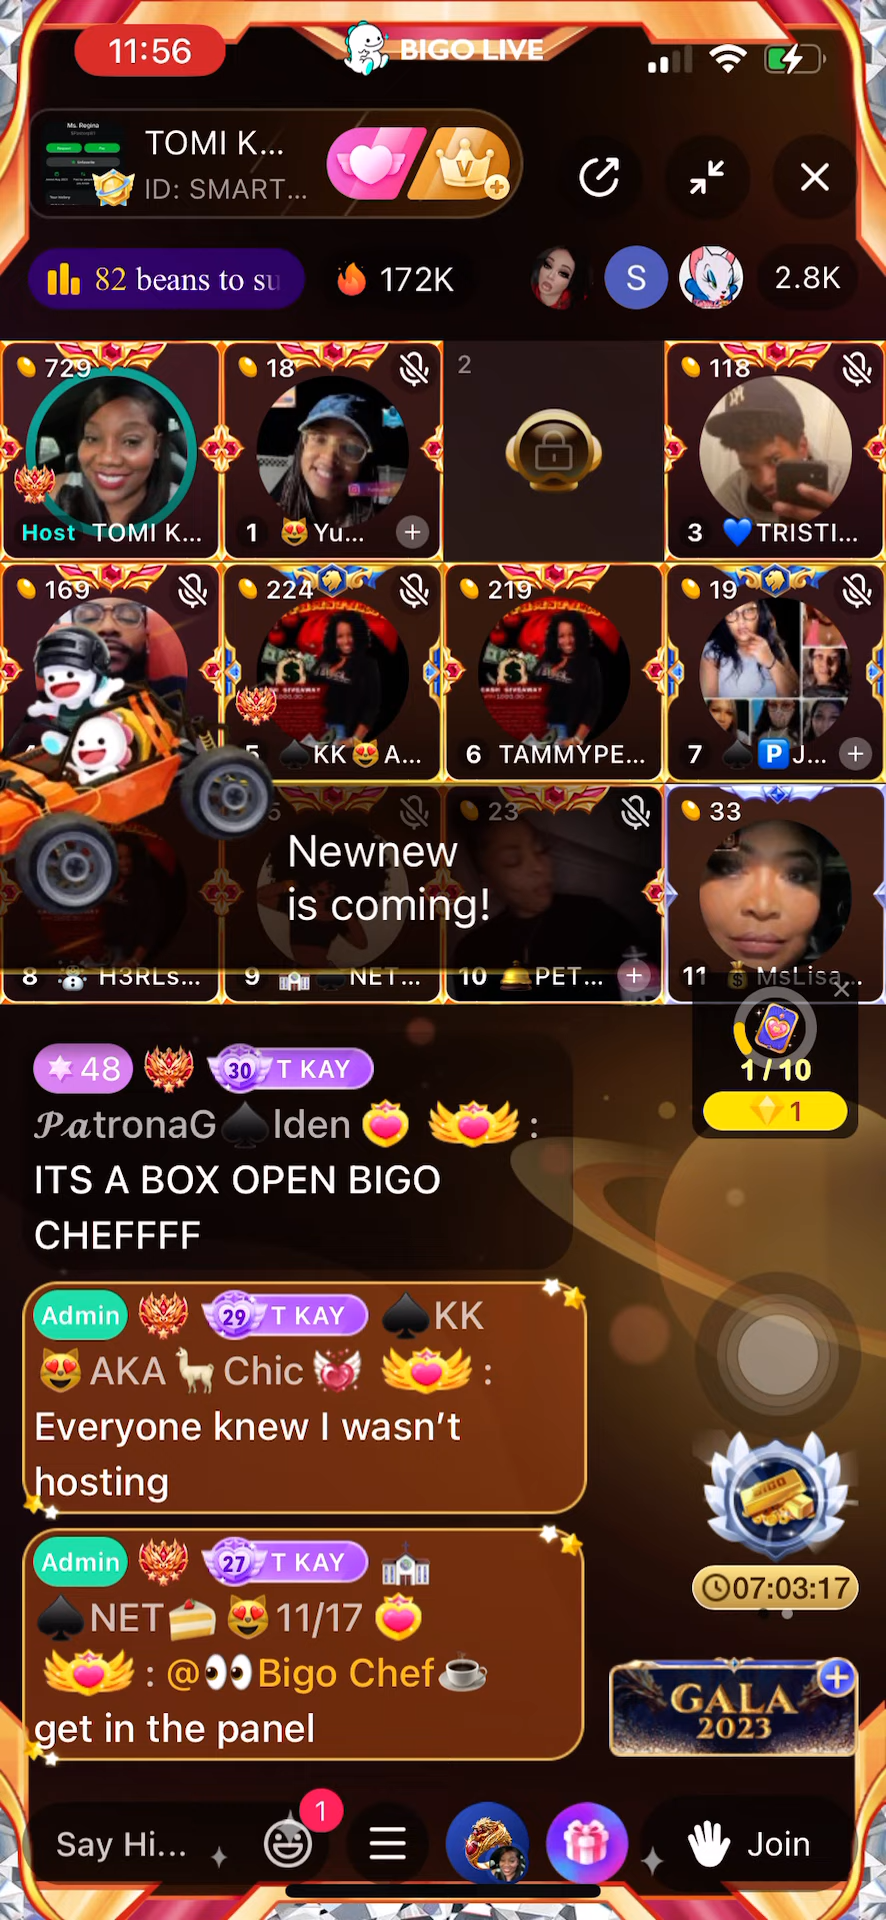 11:56
BIGO LIVE
Ms. Regina
TOMI K...
ID: SMART...
V
82 beans to su
172K
S
2.8K
729
18
2
118
Host TOMI K...
1 Yu...
3 💙TRISTI...
169
224
219
19
5 ♠KK😻A...
6 TAMMYPE...
7 ♠🅿J...
23
33
Newnew
is coming!
8 ☃H3RLs...
9 💒♠NET...
10 🛎PET...
11 💰MsLisa...
1/10
1
48 30 T KAY
𝓟𝓪tronaG♠lden :
ITS A BOX OPEN BIGO
CHEFFFF
Admin 29 T KAY ♠KK
😻AKA🦙Chic💓 :
Everyone knew I wasn't
hosting
Admin 27 T KAY 💒
♠NET🍰😻11/17
: @👀Bigo Chef☕
get in the panel
BIGO
07:03:17
GALA
2023
1
Say Hi...
Join